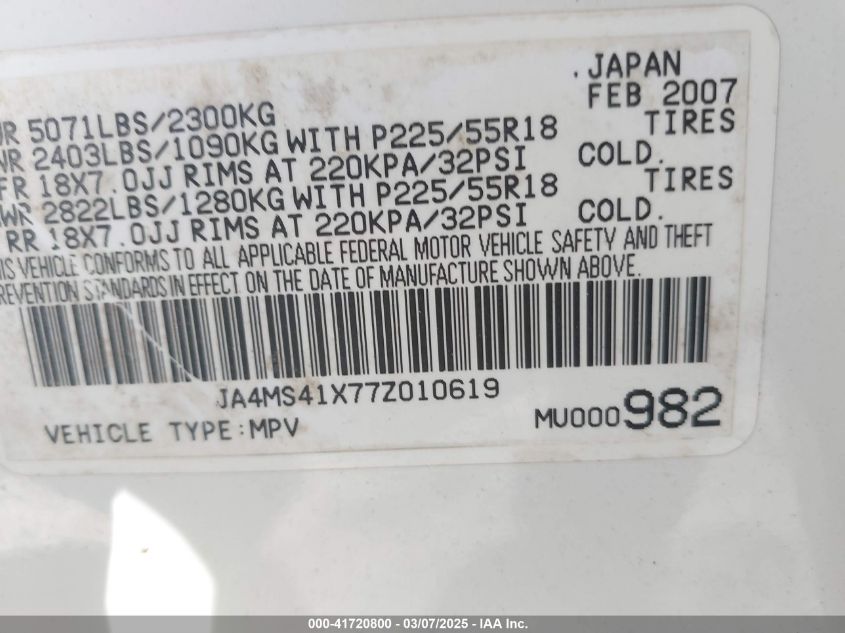 .JAPAN
FEB 2007
WR 5071LBS/2300KG
WR 2403LBS/1090KG WITH P225/55R18 TIRES
FR 18X7.0JJ RIMS AT 220KPA/32PSI COLD.
WR 2822LBS/1280KG WITH P225/55R18 TIRES
RR 18X7.0JJ RIMS AT 220KPA/32PSI COLD.
IS VEHICLE CONFORMS TO ALL APPLICABLE FEDERAL MOTOR VEHICLE SAFETY AND THEFT
REVENTION STANDARDS IN EFFECT ON THE DATE OF MANUFACTURE SHOWN ABOVE.
JA4MS41X77Z010619
VEHICLE TYPE:MPV
MU000982
000-41720800 - 03/07/2025 - IAA Inc.